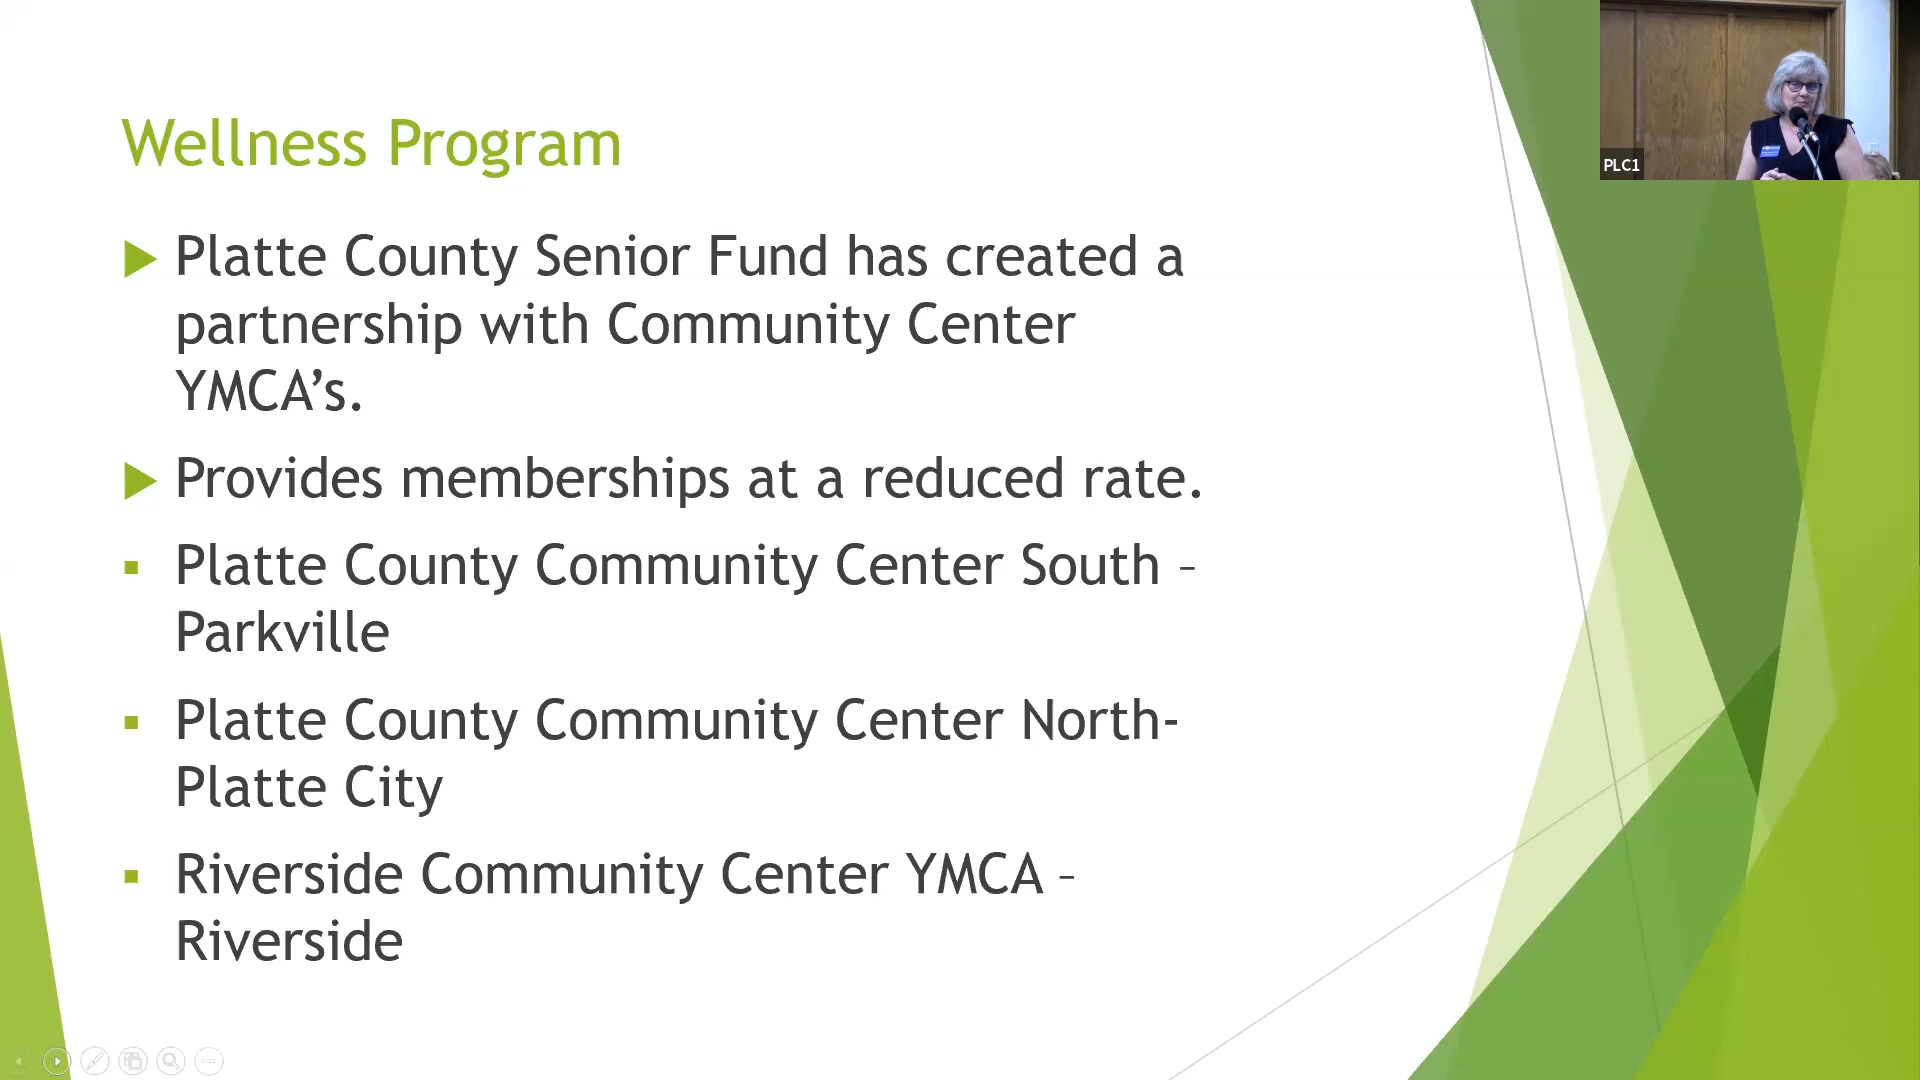 Wellness Program
Platte County Senior Fund has created a
partnership with Community Center
YMCA’s.
Provides memberships at a reduced rate.
Platte County Community Center South –
Parkville
Platte County Community Center North-
Platte City
Riverside Community Center YMCA –
Riverside
PLC1